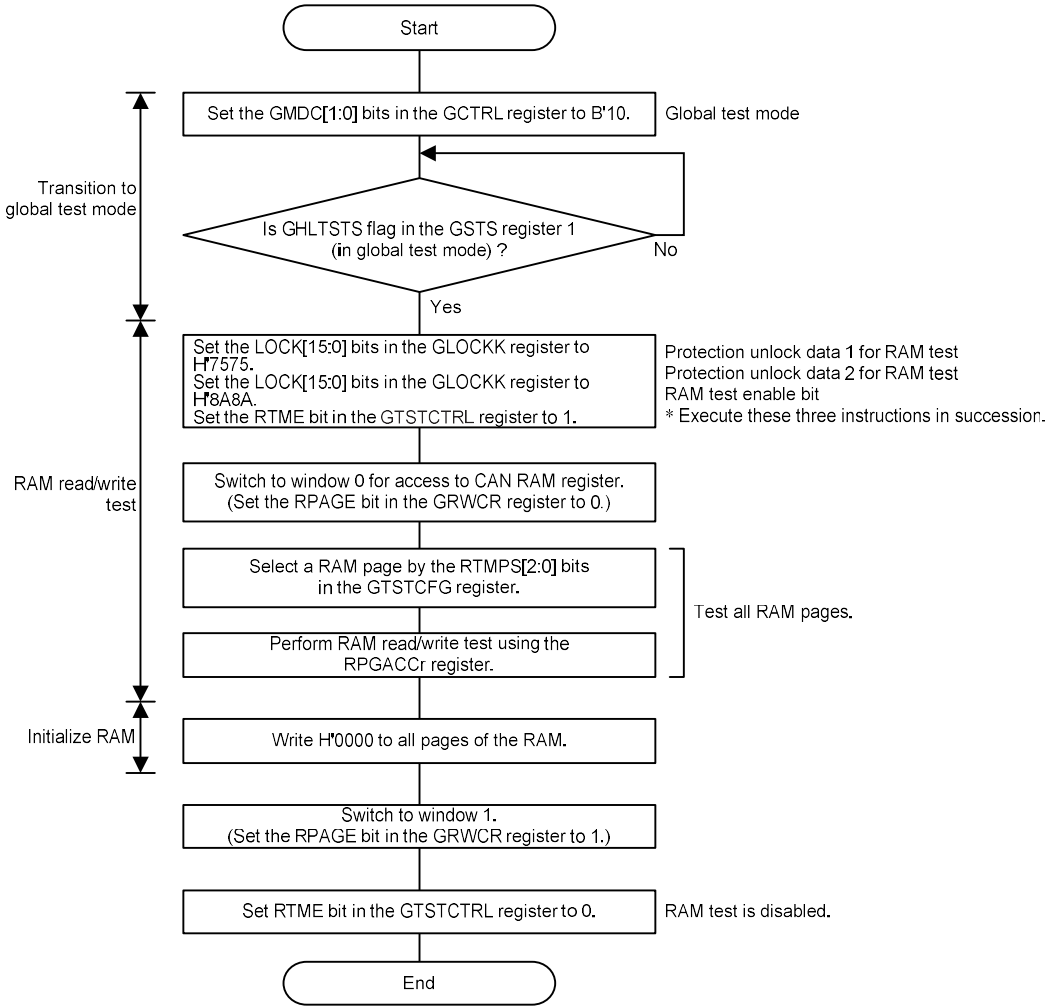 Start
Set the GMDC[1:0] bits in the GCTRL register to B'10.
Global test mode
Transition to
global test mode
Is GHLTSTS flag in the GSTS register 1
(in global test mode) ?
No
Yes
Set the LOCK[15:0] bits in the GLOCKK register to
H'7575.
Set the LOCK[15:0] bits in the GLOCKK register to
H'8A8A.
Set the RTME bit in the GTSTCTRL register to 1.
Protection unlock data 1 for RAM test
Protection unlock data 2 for RAM test
RAM test enable bit
* Execute these three instructions in succession.
RAM read/write
test
Switch to window 0 for access to CAN RAM register.
(Set the RPAGE bit in the GRWCR register to 0.)
Select a RAM page by the RTMPS[2:0] bits
in the GTSTCFG register.
Test all RAM pages.
Perform RAM read/write test using the
RPGACCr register.
Initialize RAM
Write H'0000 to all pages of the RAM.
Switch to window 1.
(Set the RPAGE bit in the GRWCR register to 1.)
Set RTME bit in the GTSTCTRL register to 0.
RAM test is disabled.
End